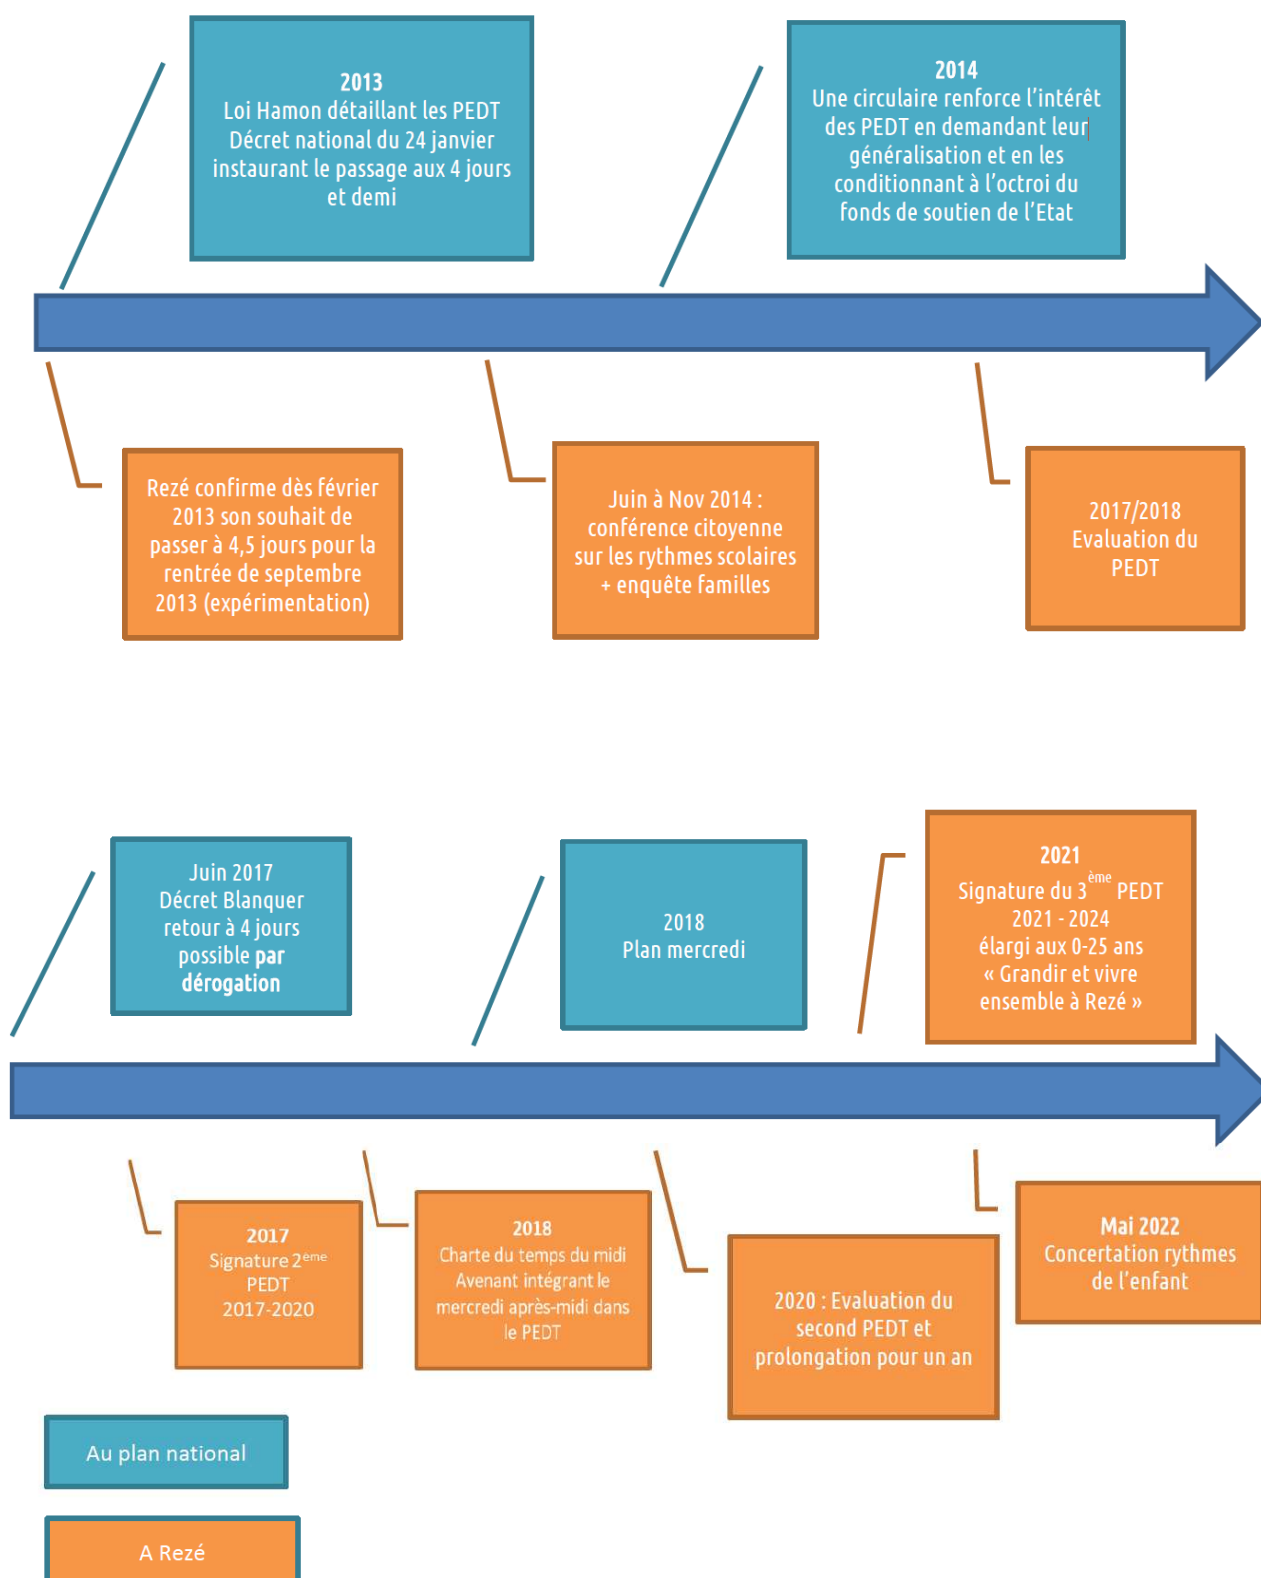 2013
Loi Hamon détaillant les PEDT
Décret national du 24 janvier
instaurant le passage aux 4 jours
et demi
2014
Une circulaire renforce l’intérêt
des PEDT en demandant leur
généralisation et en les
conditionnant à l’octroi du
fonds de soutien de l’Etat
Rezé confirme dès février
2013 son souhait de
passer à 4,5 jours pour la
rentrée de septembre
2013 (expérimentation)
Juin à Nov 2014 :
conférence citoyenne
sur les rythmes scolaires
+ enquête familles
2017/2018
Evaluation du
PEDT
Juin 2017
Décret Blanquer
retour à 4 jours
possible par
dérogation
2018
Plan mercredi
2021
Signature du 3ème PEDT
2021 - 2024
élargi aux 0-25 ans
« Grandir et vivre
ensemble à Rezé »
2017
Signature 2ème
PEDT
2017-2020
2018
Charte du temps du midi
Avenant intégrant le
mercredi après-midi dans
le PEDT
2020 : Evaluation du
second PEDT et
prolongation pour un an
Mai 2022
Concertation rythmes
de l’enfant
Au plan national
A Rezé